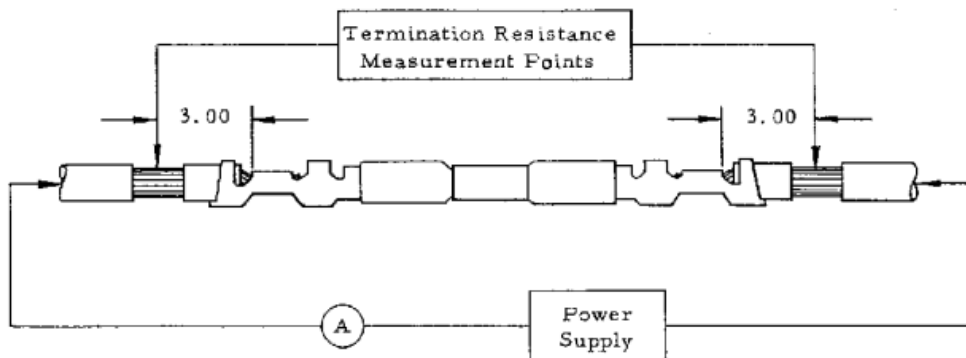 Termination Resistance
Measurement Points
3.00
3.00
A
Power
Supply